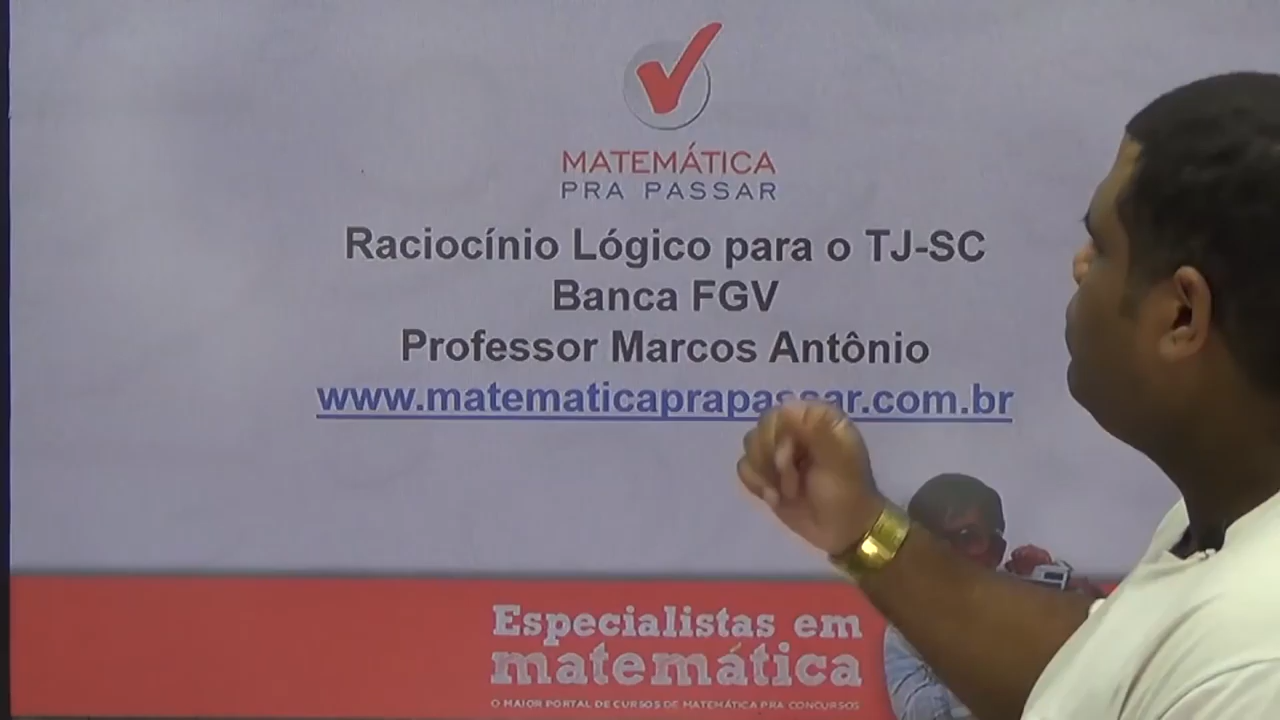 MATEMÁTICA
PRA PASSAR
Raciocínio Lógico para o TJ-SC
Banca FGV
Professor Marcos Antônio
www.matematicaprapassar.com.br
Especialistas em
matemática
O MAIOR PORTAL DE CURSOS DE MATEMÁTICA PRA CONCURSOS